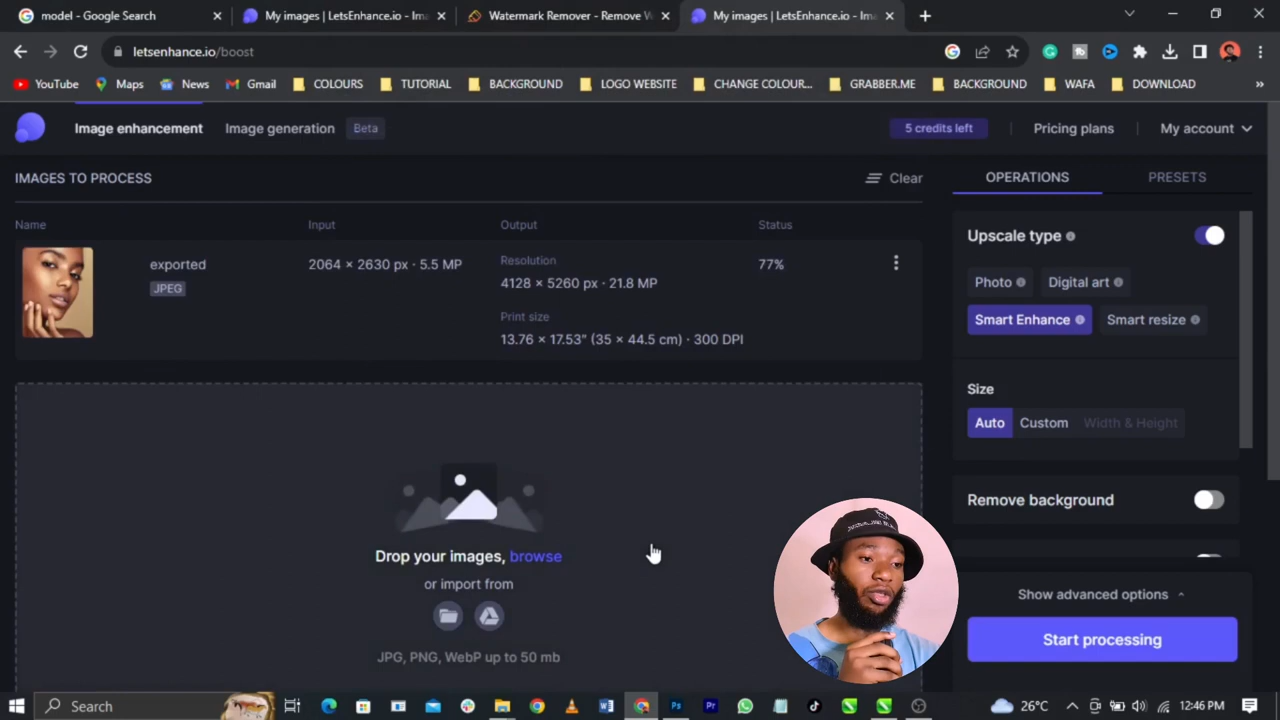 model - Google Search
My images | LetsEnhance.io - Im
Watermark Remover - Remove W
My images | LetsEnhance.io - Ima
letsenhance.io/boost
YouTube Maps News Gmail COLOURS TUTORIAL BACKGROUND LOGO WEBSITE CHANGE COLOUR... GRABBER.ME BACKGROUND WAFA DOWNLOAD »
Image enhancement Image generation Beta 5 credits left Pricing plans My account
IMAGES TO PROCESS Clear
OPERATIONS PRESETS
Name Input Output Status
exported
JPEG
2064 × 2630 px · 5.5 MP
Resolution
4128 × 5260 px · 21.8 MP
Print size
13.76 × 17.53" (35 × 44.5 cm) · 300 DPI
77%
Upscale type
Photo Digital art
Smart Enhance Smart resize
Size
Auto Custom Width & Height
Remove background
Drop your images, browse
or import from
JPG, PNG, WebP up to 50 mb
Show advanced options
Start processing
Search
26°C
12:46 PM